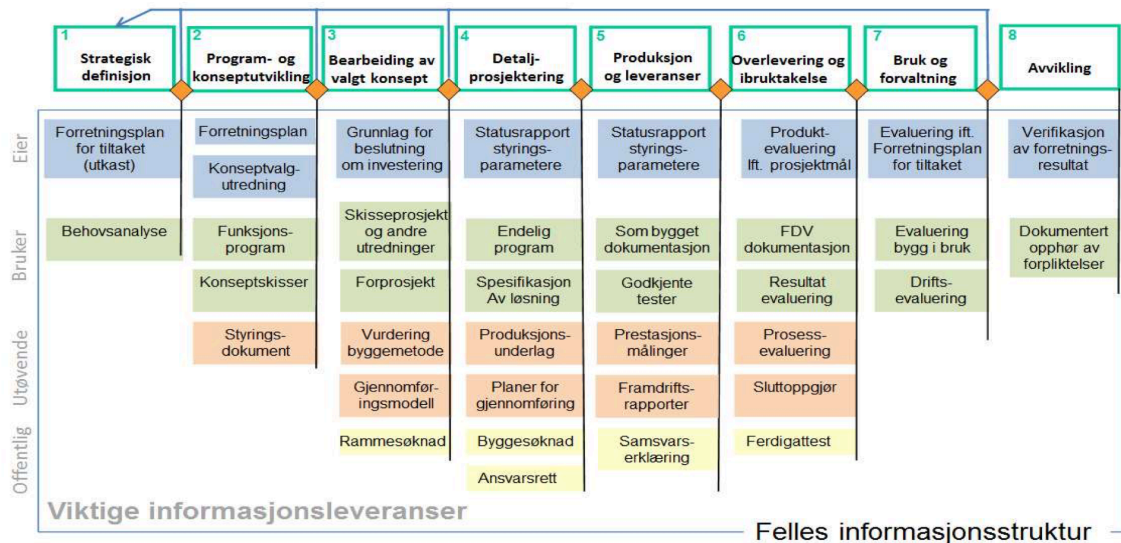 1
Strategisk
definisjon
2
Program- og
konseptutvikling
3
Bearbeiding av
valgt konsept
4
Detalj-
prosjektering
5
Produksjon
og leveranser
6
Overlevering og
ibruktakelse
7
Bruk og
forvaltning
8
Avvikling
Eier
Forretningsplan
for tiltaket
(utkast)
Forretningsplan
Konseptvalg-
utredning
Grunnlag for
beslutning
om investering
Statusrapport
styrings-
parametere
Statusrapport
styrings-
parametere
Produkt-
evaluering
Ift. prosjektmål
Evaluering ift.
Forretningsplan
for tiltaket
Verifikasjon
av forretnings-
resultat
Bruker
Behovsanalyse
Funksjons-
program
Konseptskisser
Skisseprosjekt
og andre
utredninger
Forprosjekt
Endelig
program
Spesifikasjon
Av løsning
Som bygget
dokumentasjon
Godkjente
tester
FDV
dokumentasjon
Resultat
evaluering
Evaluering
bygg i bruk
Drifts-
evaluering
Dokumentert
opphør av
forpliktelser
Utøvende
Styrings-
dokument
Vurdering
byggemetode
Gjennomfør-
ingsmodell
Produksjons-
underlag
Planer for
gjennomføring
Prestasjons-
målinger
Framdrifts-
rapporter
Prosess-
evaluering
Sluttoppgjør
Offentlig
Rammesøknad
Byggesøknad
Ansvarsrett
Samsvars-
erklæring
Ferdigattest
Viktige informasjonsleveranser
Felles informasjonsstruktur